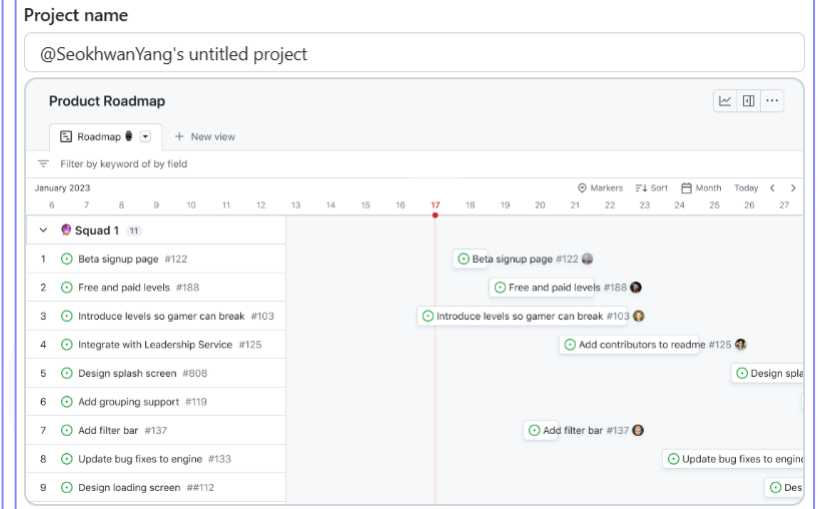 Project name
@SeokhwanYang's untitled project
Product Roadmap
Roadmap
New view
Filter by keyword of by field
January 2023 Markers Sort Month Today
6 7 8 9 10 11 12 13 14 15 16 17 18 19 20 21 22 23 24 25 26 27
Squad 1 11
1 Beta signup page #122 Beta signup page #122
2 Free and paid levels #188 Free and paid levels #188
3 Introduce levels so gamer can break #103 Introduce levels so gamer can break #103
4 Integrate with Leadership Service #125 Add contributors to readme #125
5 Design splash screen #808 Design spla
6 Add grouping support #119
7 Add filter bar #137 Add filter bar #137
8 Update bug fixes to engine #133 Update bug fixes to engin
9 Design loading screen ##112 Des